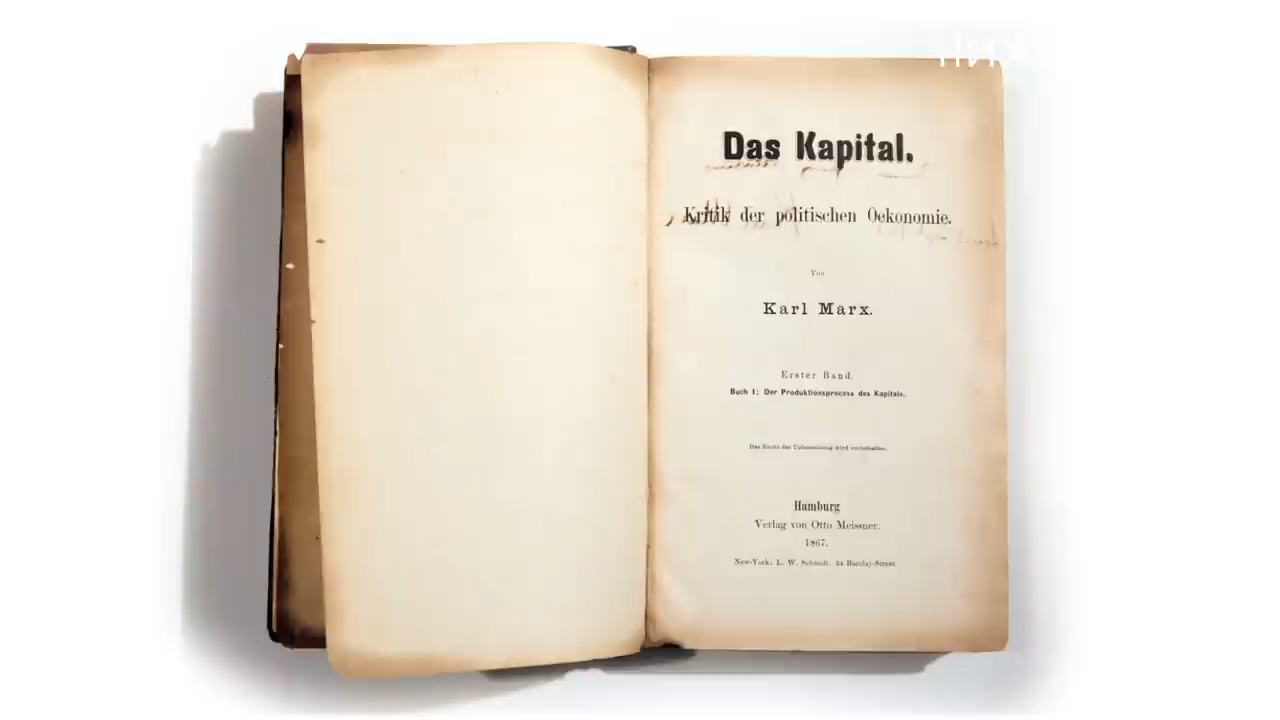 Das Kapital.
Kritik der politischen Oekonomie.
Von
Karl Marx.
Erster Band.
Buch I: Der Produktionsprocess des Kapitals.
Das Recht der Uebersetzung wird vorbehalten.
Hamburg
Verlag von Otto Meissner.
1867.
New-York: L. W. Schmidt. 24 Barclay-Street.